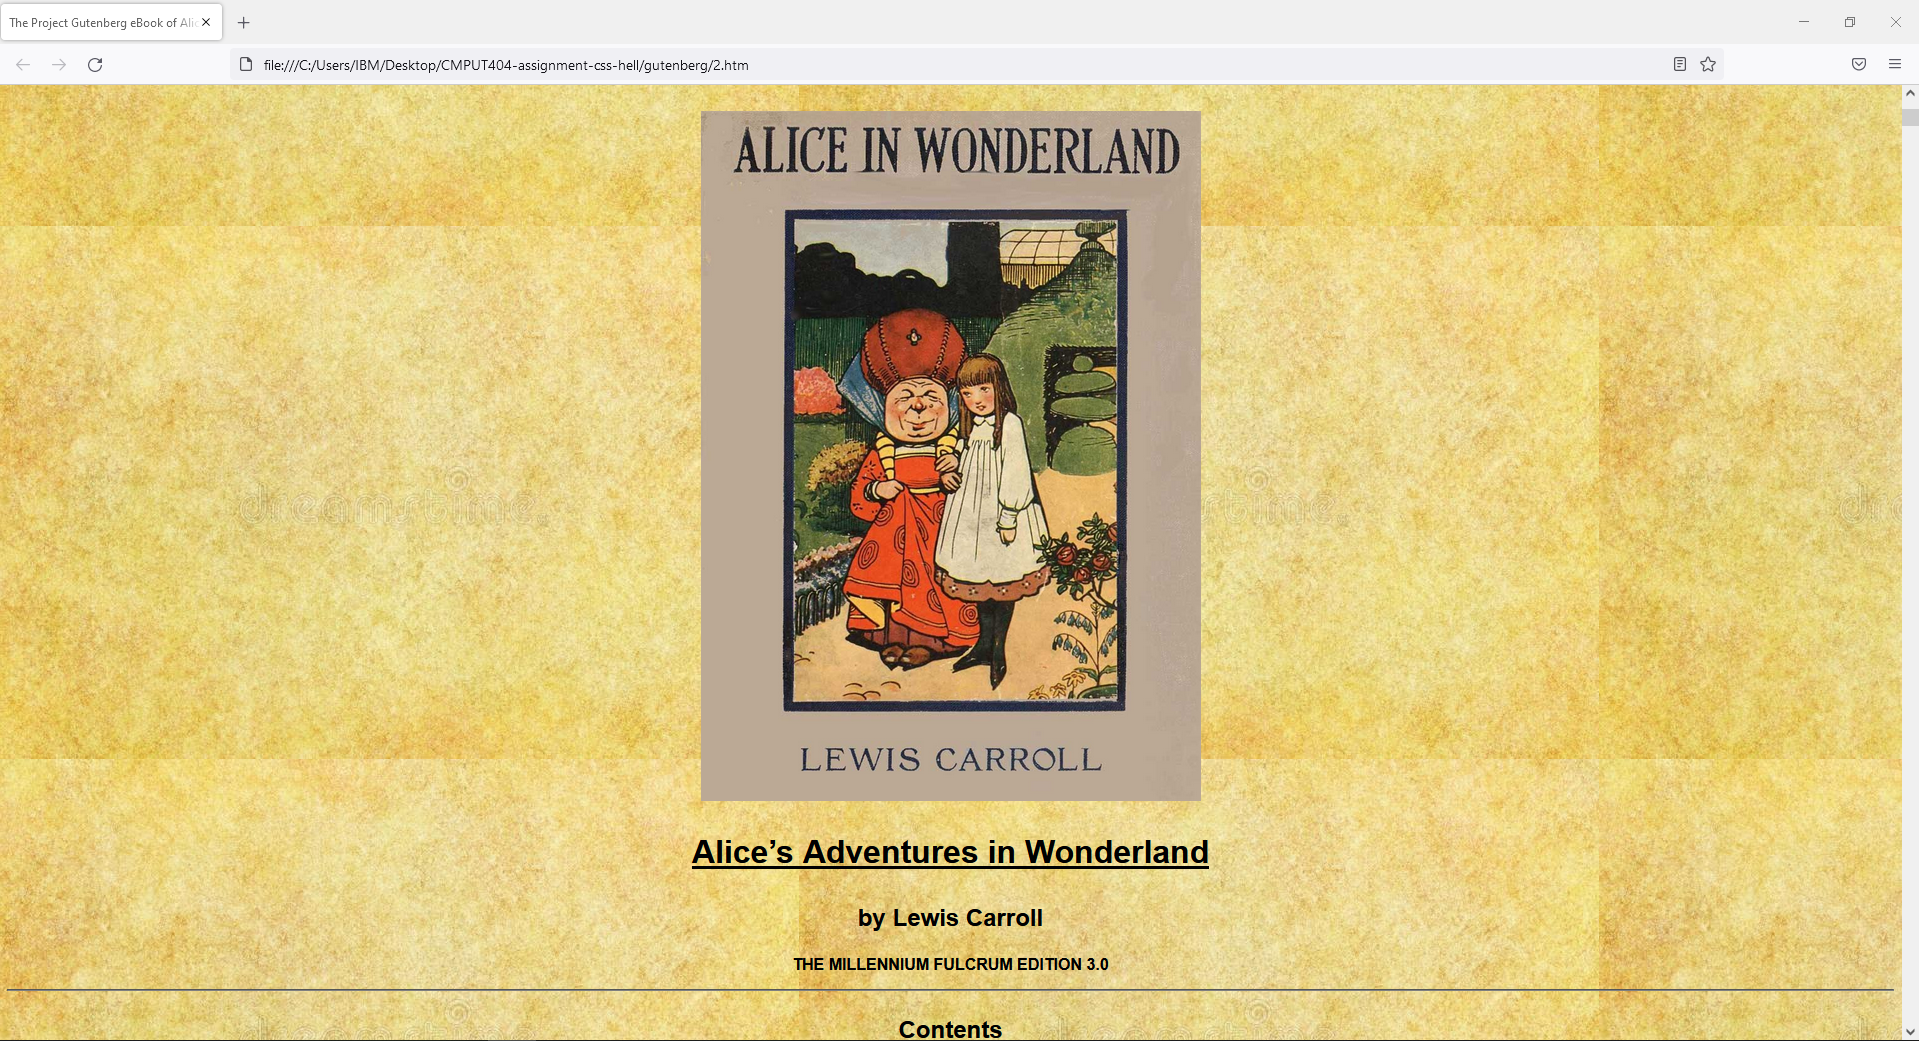 The Project Gutenberg eBook of Ali
file:///C:/Users/IBM/Desktop/CMPUT404-assignment-css-hell/gutenberg/2.htm
ALICE IN WONDERLAND
dreamstime
LEWIS CARROLL
Alice’s Adventures in Wonderland
by Lewis Carroll
THE MILLENNIUM FULCRUM EDITION 3.0
Contents